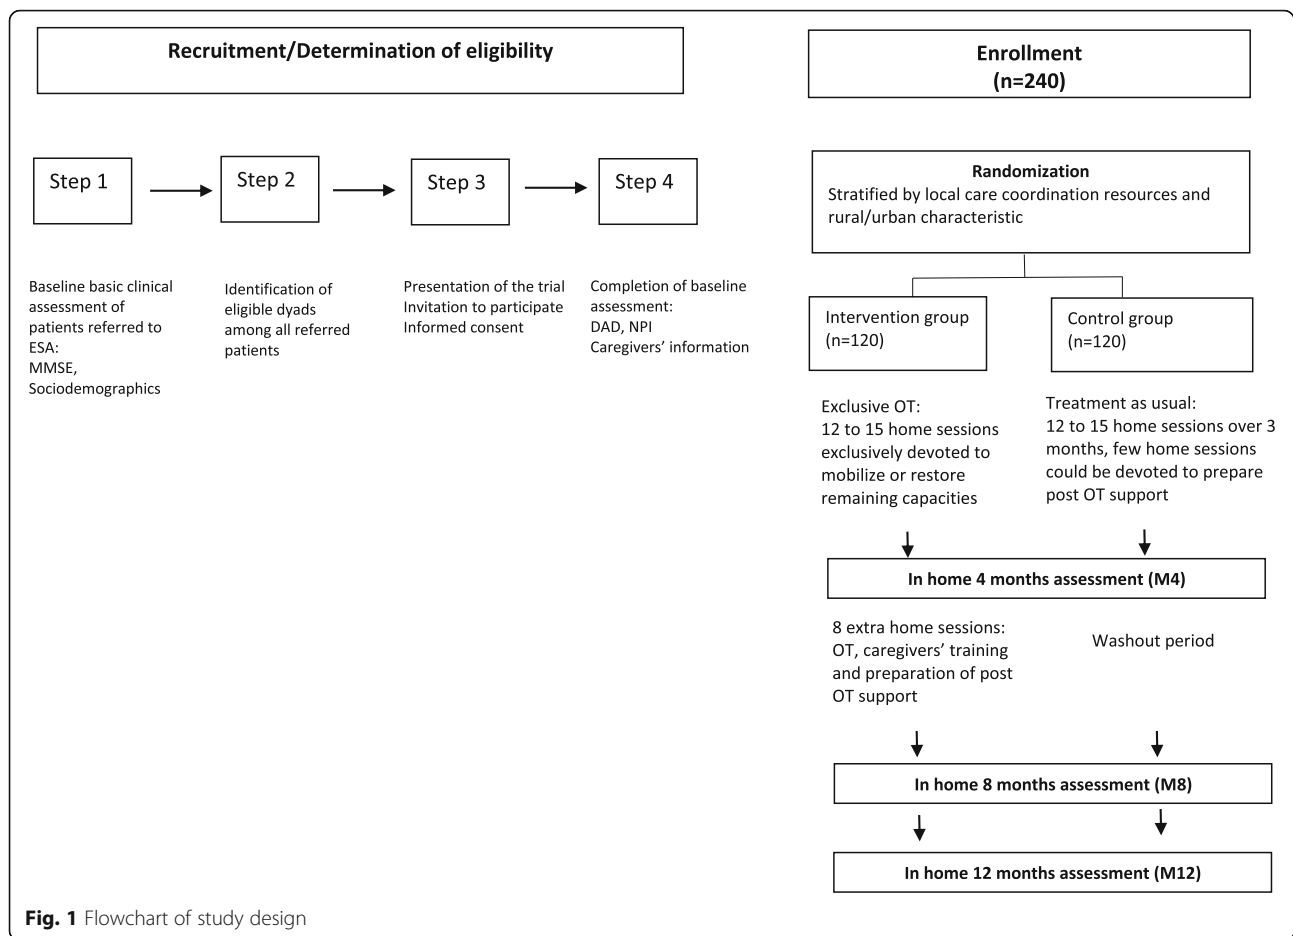 Recruitment/Determination of eligibility
Step 1
Step 2
Step 3
Step 4
Baseline basic clinical
assessment of
patients referred to
ESA:
MMSE,
Sociodemographics
Identification of
eligible dyads
among all referred
patients
Presentation of the trial
Invitation to participate
Informed consent
Completion of baseline
assessment:
DAD, NPI
Caregivers’ information
Enrollment
(n=240)
Randomization
Stratified by local care coordination resources and
rural/urban characteristic
Intervention group
(n=120)
Control group
(n=120)
Exclusive OT:
12 to 15 home sessions
exclusively devoted to
mobilize or restore
remaining capacities
Treatment as usual:
12 to 15 home sessions over 3
months, few home sessions
could be devoted to prepare
post OT support
In home 4 months assessment (M4)
8 extra home sessions:
OT, caregivers’ training
and preparation of post
OT support
Washout period
In home 8 months assessment (M8)
In home 12 months assessment (M12)
Fig. 1 Flowchart of study design